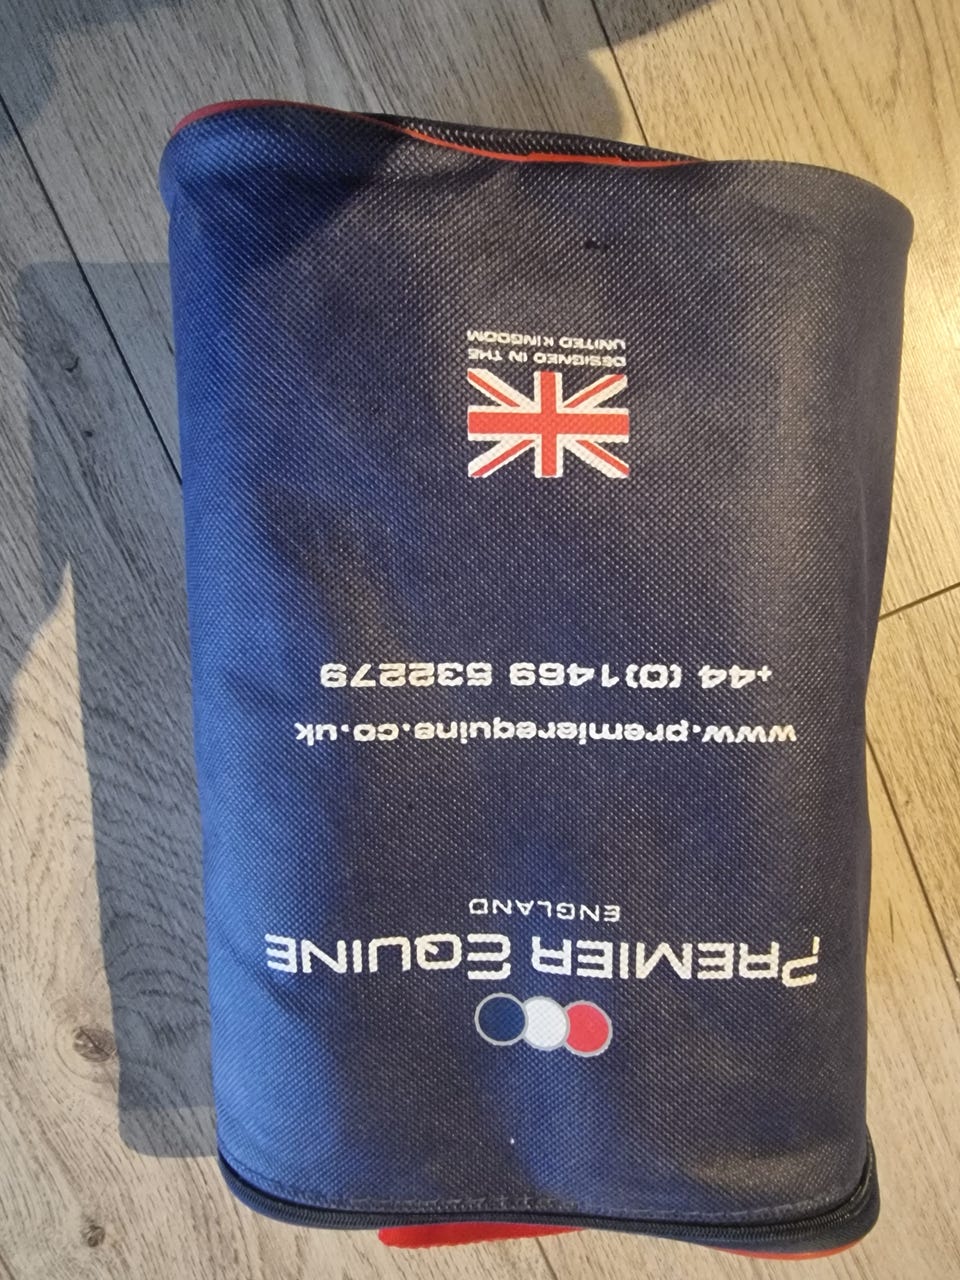 PREMIER EQUINE
ENGLAND
www.premierequine.co.uk
+44 (0)1469 532279
DESIGNED IN THE
UNITED KINGDOM